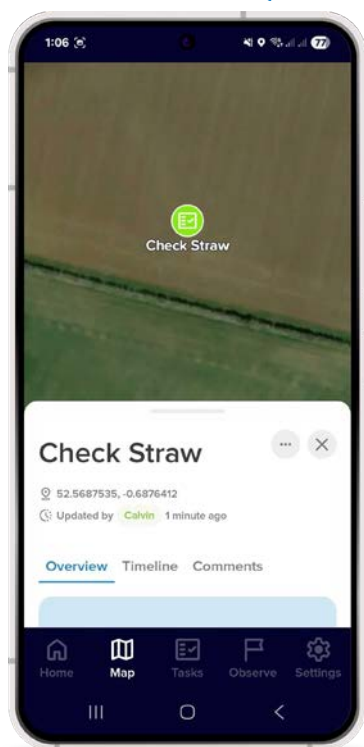 1:06
77
Check Straw
Check Straw
52.5687535, -0.6876412
Updated by Calvin 1 minute ago
Overview Timeline Comments
Home Map Tasks Observe Settings